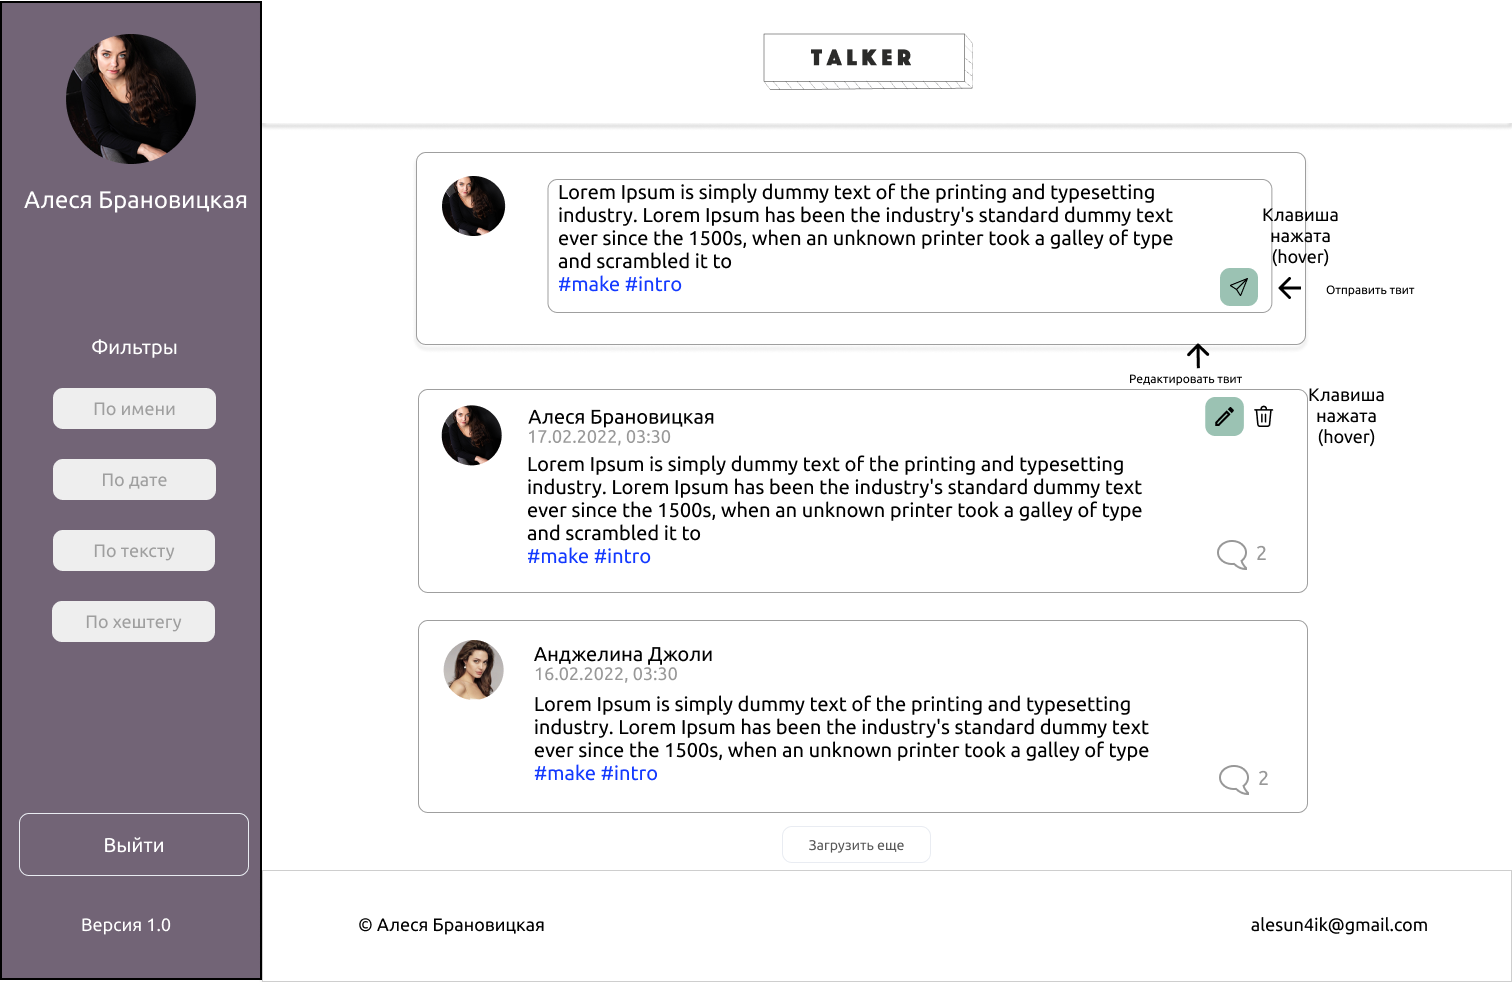 Алеся Брановицкая
Фильтры
По имени
По дате
По тексту
По хештегу
Выйти
Версия 1.0
TALKER
Lorem Ipsum is simply dummy text of the printing and typesetting
industry. Lorem Ipsum has been the industry's standard dummy text
ever since the 1500s, when an unknown printer took a galley of type
and scrambled it to
#make #intro
Клавиша
нажата
(hover)
Отправить твит
Редактировать твит
Алеся Брановицкая
17.02.2022, 03:30
Lorem Ipsum is simply dummy text of the printing and typesetting
industry. Lorem Ipsum has been the industry's standard dummy text
ever since the 1500s, when an unknown printer took a galley of type
and scrambled it to
#make #intro
2
Клавиша
нажата
(hover)
Анджелина Джоли
16.02.2022, 03:30
Lorem Ipsum is simply dummy text of the printing and typesetting
industry. Lorem Ipsum has been the industry's standard dummy text
ever since the 1500s, when an unknown printer took a galley of type
#make #intro
2
Загрузить еще
© Алеся Брановицкая
alesun4ik@gmail.com